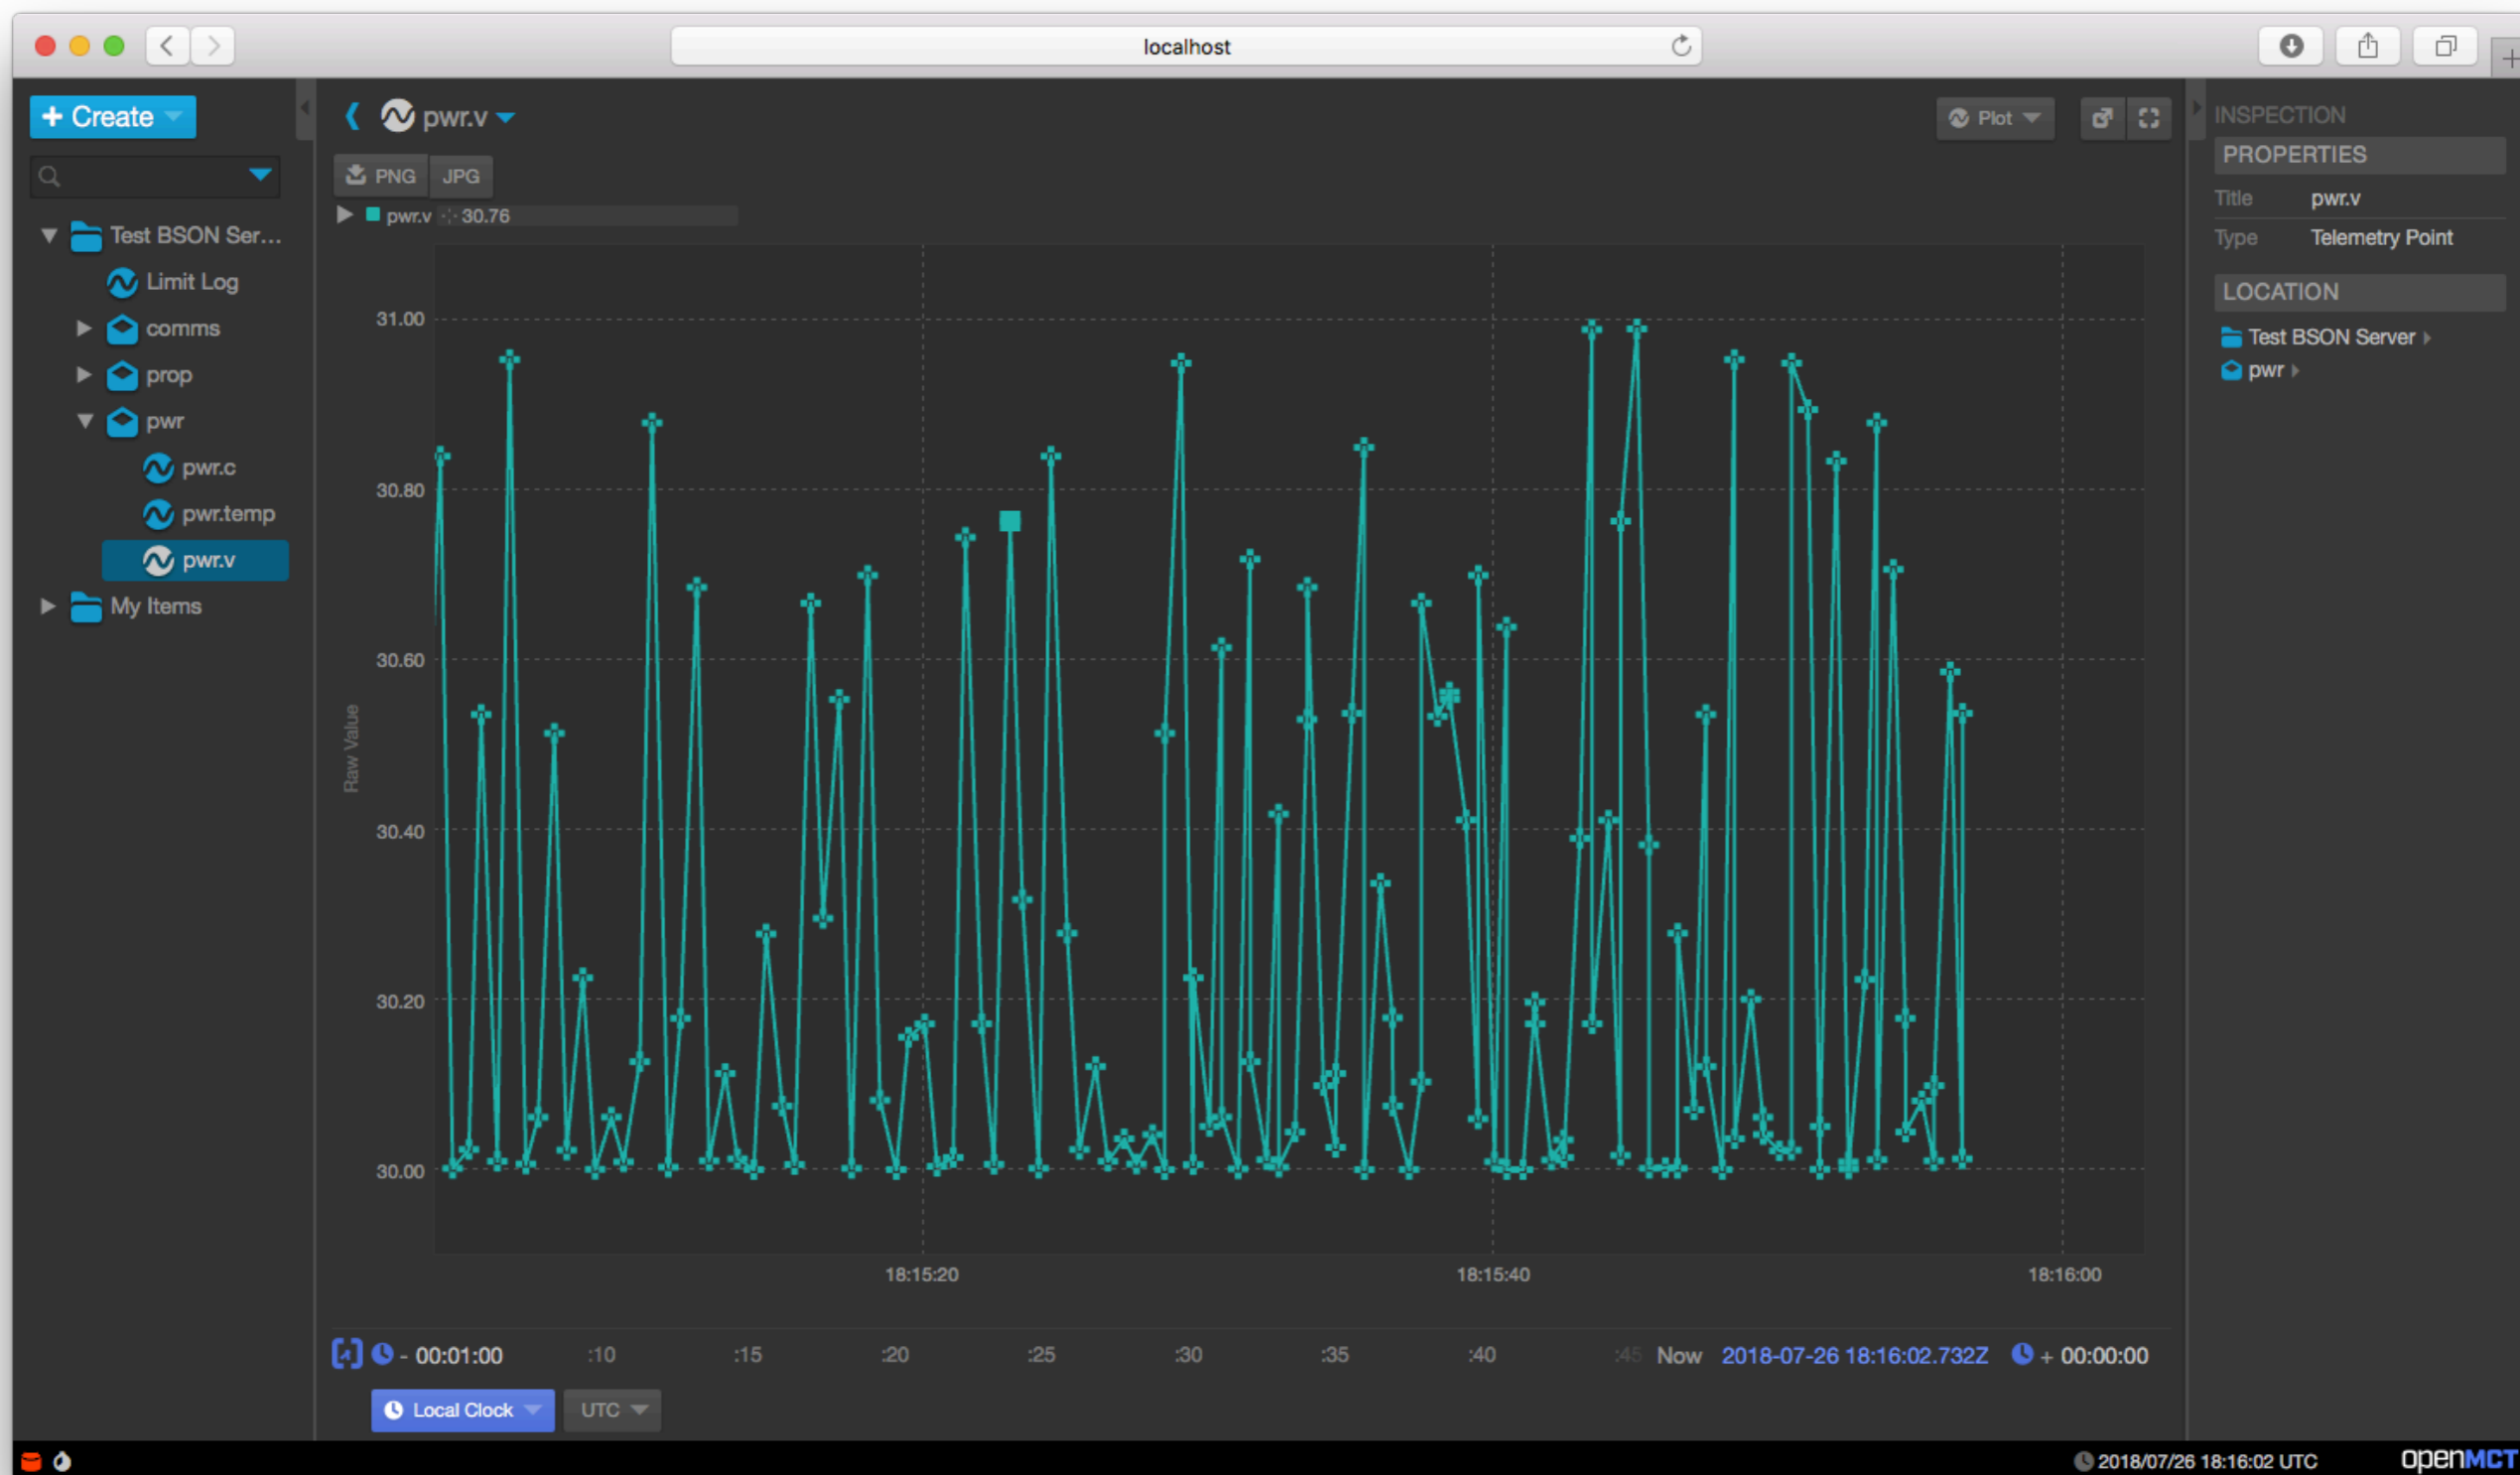 localhost
+ Create
pwr.v
Plot
PNG JPG
pwr.v 30.76
Test BSON Ser...
Limit Log
comms
prop
pwr
pwr.c
pwr.temp
pwr.v
My Items
Raw Value
31.00
30.80
30.60
30.40
30.20
30.00
18:15:20 18:15:40 18:16:00
- 00:01:00 :10 :15 :20 :25 :30 :35 :40 :45 Now 2018-07-26 18:16:02.732Z + 00:00:00
Local Clock UTC
INSPECTION
PROPERTIES
Title pwr.v
Type Telemetry Point
LOCATION
Test BSON Server
pwr
2018/07/26 18:16:02 UTC openMCT